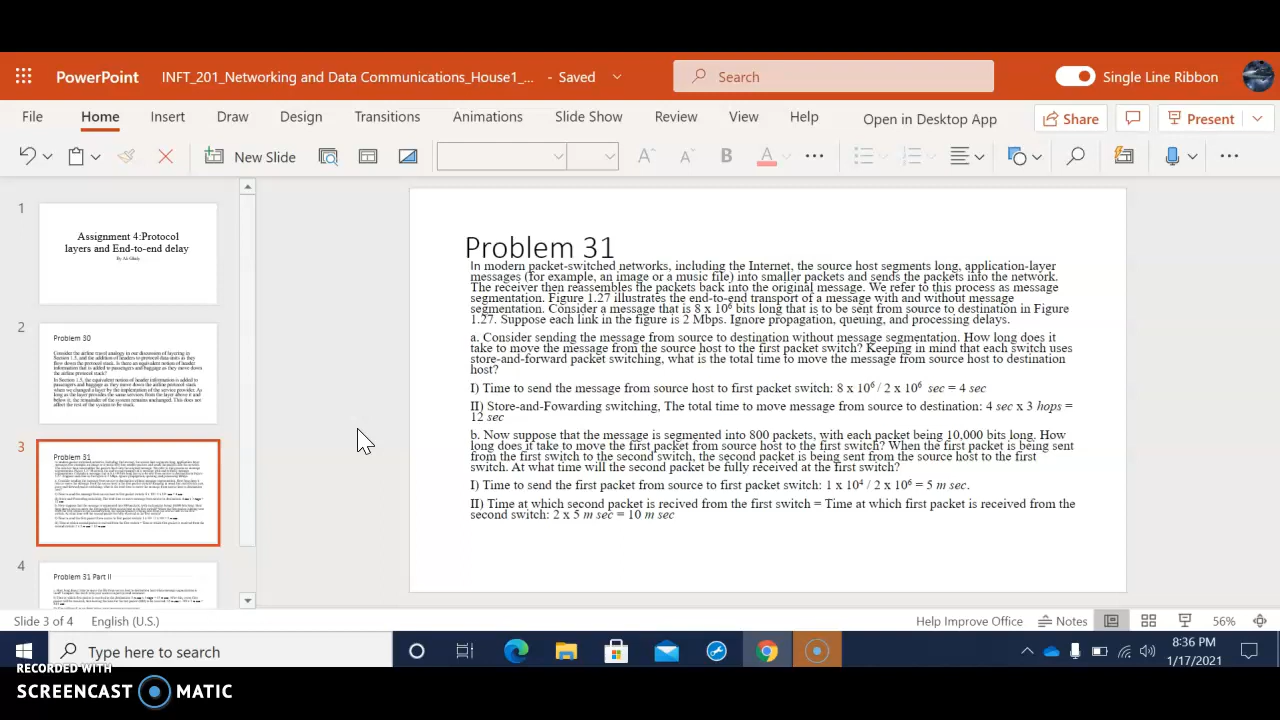 PowerPoint INFT_201_Networking and Data Communications_House1_... - Saved Search Single Line Ribbon
File Home Insert Draw Design Transitions Animations Slide Show Review View Help Open in Desktop App Share Present
New Slide
1
Assignment 4:Protocol
layers and End-to-end delay
2
Problem 30
3
Problem 31
4
Problem 31 Part II
Problem 31
In modern packet-switched networks, including the Internet, the source host segments long, application-layer
messages (for example, an image or a music file) into smaller packets and sends the packets into the network.
The receiver then reassembles the packets back into the original message. We refer to this process as message
segmentation. Figure 1.27 illustrates the end-to-end transport of a message with and without message
segmentation. Consider a message that is 8 x 10⁶ bits long that is to be sent from source to destination in Figure
1.27. Suppose each link in the figure is 2 Mbps. Ignore propagation, queuing, and processing delays.
a. Consider sending the message from source to destination without message segmentation. How long does it
take to move the message from the source host to the first packet switch? Keeping in mind that each switch uses
store-and-forward packet switching, what is the total time to move the message from source host to destination
host?
I) Time to send the message from source host to first packet switch: 8 x 10⁶ / 2 x 10⁶ sec = 4 sec
II) Store-and-Fowarding switching, The total time to move message from source to destination: 4 sec x 3 hops =
12 sec
b. Now suppose that the message is segmented into 800 packets, with each packet being 10,000 bits long. How
long does it take to move the first packet from source host to the first switch? When the first packet is being sent
from the first switch to the second switch, the second packet is being sent from the source host to the first
switch. At what time will the second packet be fully received at the first switch?
I) Time to send the first packet from source to first packet switch: 1 x 10⁴ / 2 x 10⁶ = 5 m sec.
II) Time at which second packet is recived from the first switch = Time at which first packet is received from the
second switch: 2 x 5 m sec = 10 m sec
Slide 3 of 4 English (U.S.) Help Improve Office Notes 56%
Type here to search
8:36 PM
1/17/2021
RECORDED WITH
SCREENCAST MATIC